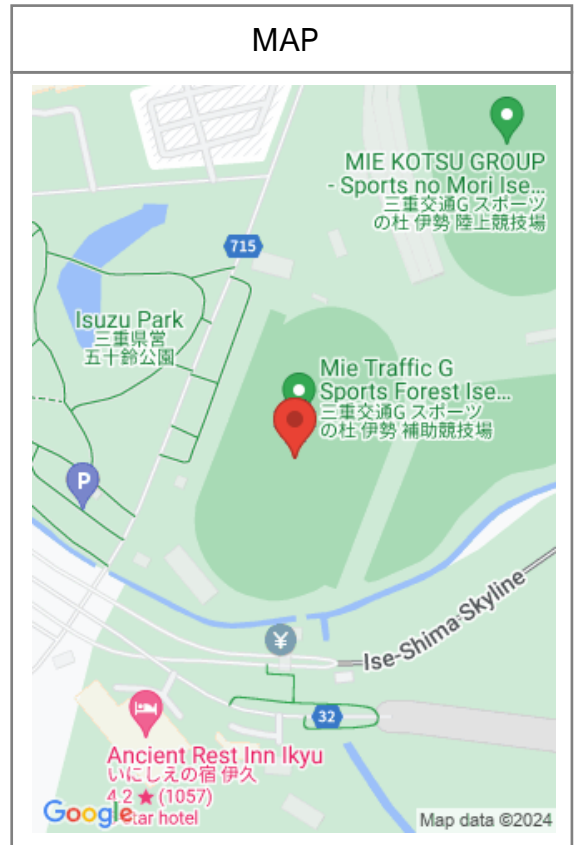 MAP
MIE KOTSU GROUP
- Sports no Mori Ise...
三重交通G スポーツ
の杜 伊勢 陸上競技場
715
Isuzu Park
三重県営
五十鈴公園
Mie Traffic G
Sports Forest Ise...
三重交通G スポーツ
の杜 伊勢 補助競技場
P
¥
Ise-Shima Skyline
32
Ancient Rest Inn Ikyu
いにしえの宿 伊久
4.2 ★ (1057)
star hotel
Google
Map data ©2024